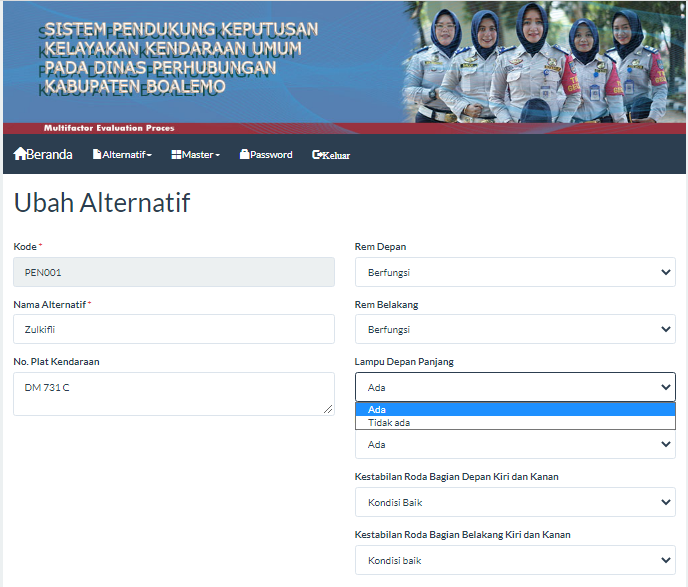 SISTEM PENDUKUNG KEPUTUSAN
KELAYAKAN KENDARAAN UMUM
PADA DINAS PERHUBUNGAN
KABUPATEN BOALEMO
Multifactor Evaluation Proces
Beranda Alternatif Master Password Keluar
Ubah Alternatif
Kode *
PEN001
Nama Alternatif *
Zulkifli
No. Plat Kendaraan
DM 731 C
Rem Depan
Berfungsi
Rem Belakang
Berfungsi
Lampu Depan Panjang
Ada
Ada
Tidak ada
Ada
Kestabilan Roda Bagian Depan Kiri dan Kanan
Kondisi Baik
Kestabilan Roda Bagian Belakang Kiri dan Kanan
Kondisi baik